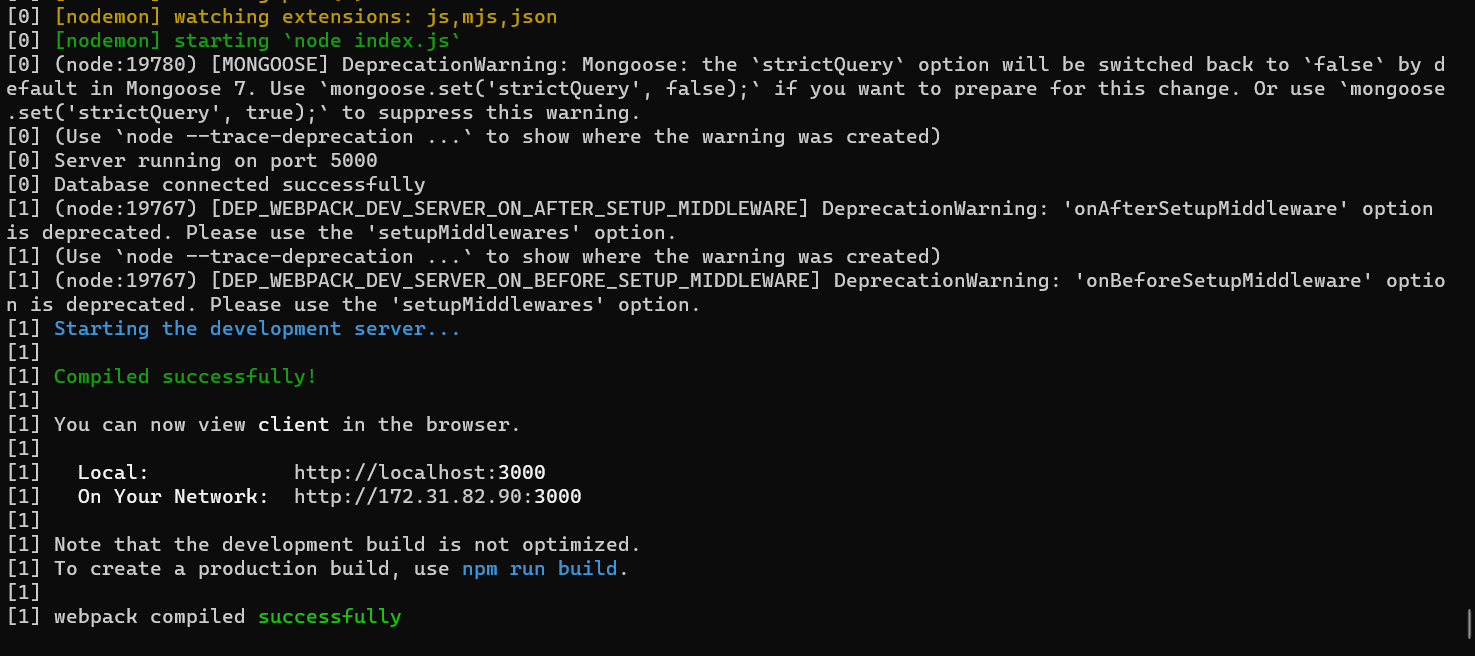 [0] [nodemon] watching extensions: js,mjs,json
[0] [nodemon] starting `node index.js`
[0] (node:19780) [MONGOOSE] DeprecationWarning: Mongoose: the `strictQuery` option will be switched back to `false` by d
efault in Mongoose 7. Use `mongoose.set('strictQuery', false);` if you want to prepare for this change. Or use `mongoose
.set('strictQuery', true);` to suppress this warning.
[0] (Use `node --trace-deprecation ...` to show where the warning was created)
[0] Server running on port 5000
[0] Database connected successfully
[1] (node:19767) [DEP_WEBPACK_DEV_SERVER_ON_AFTER_SETUP_MIDDLEWARE] DeprecationWarning: 'onAfterSetupMiddleware' option
is deprecated. Please use the 'setupMiddlewares' option.
[1] (Use `node --trace-deprecation ...` to show where the warning was created)
[1] (node:19767) [DEP_WEBPACK_DEV_SERVER_ON_BEFORE_SETUP_MIDDLEWARE] DeprecationWarning: 'onBeforeSetupMiddleware' optio
n is deprecated. Please use the 'setupMiddlewares' option.
[1] Starting the development server...
[1]
[1] Compiled successfully!
[1]
[1] You can now view client in the browser.
[1]
[1]   Local:            http://localhost:3000
[1]   On Your Network:  http://172.31.82.90:3000
[1]
[1] Note that the development build is not optimized.
[1] To create a production build, use npm run build.
[1]
[1] webpack compiled successfully